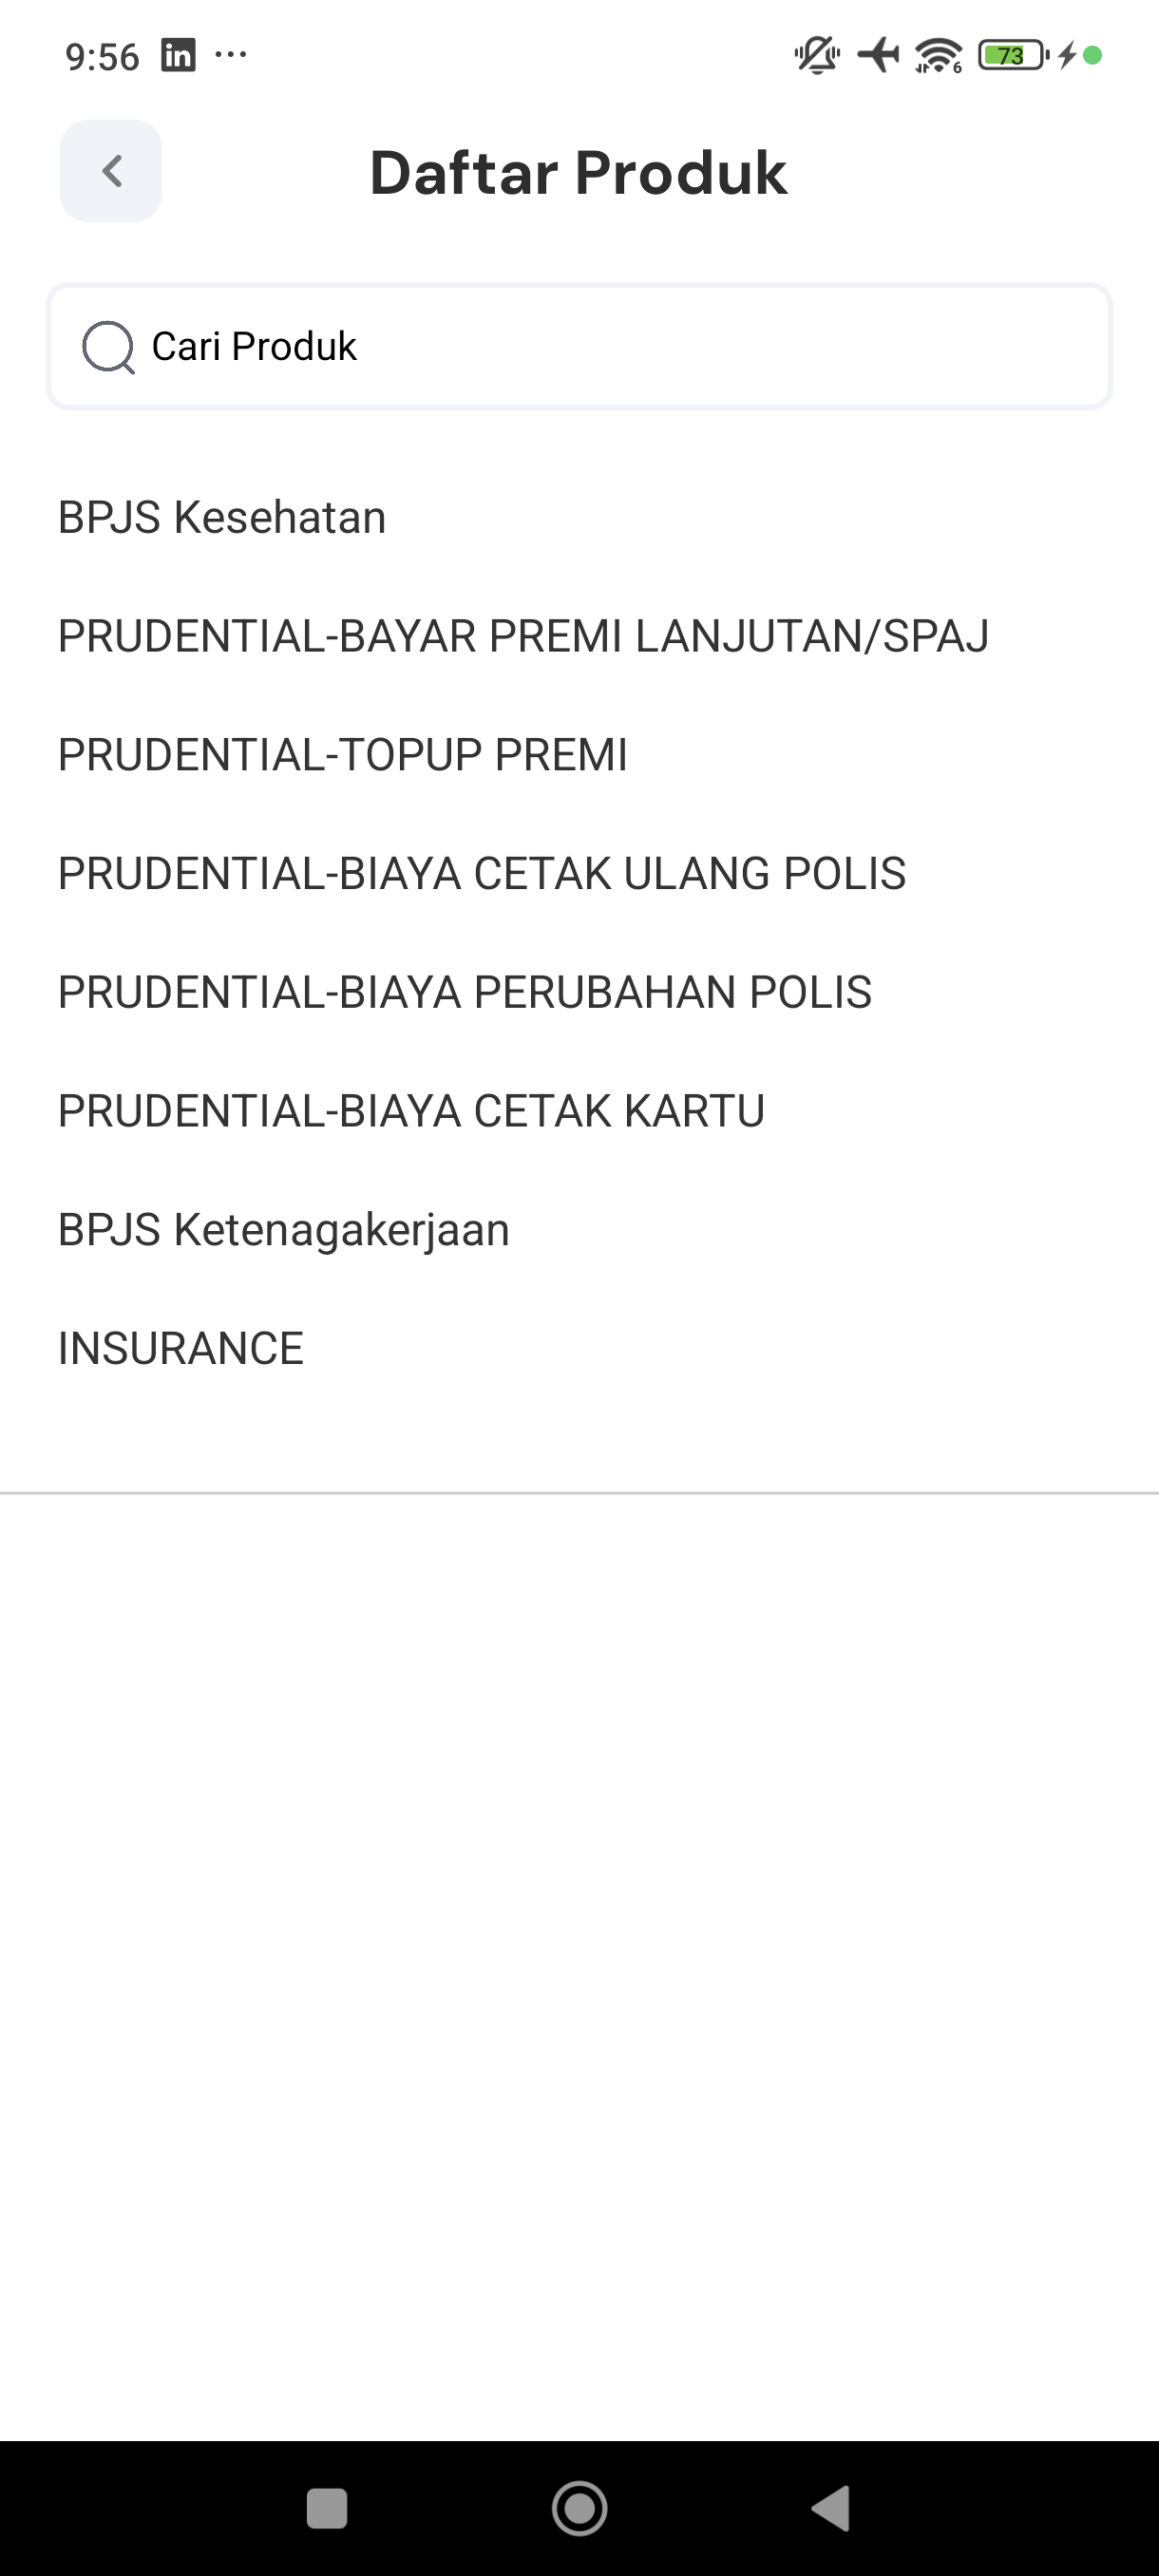 9:56 in ... 6 73
Daftar Produk
Cari Produk
BPJS Kesehatan
PRUDENTIAL-BAYAR PREMI LANJUTAN/SPAJ
PRUDENTIAL-TOPUP PREMI
PRUDENTIAL-BIAYA CETAK ULANG POLIS
PRUDENTIAL-BIAYA PERUBAHAN POLIS
PRUDENTIAL-BIAYA CETAK KARTU
BPJS Ketenagakerjaan
INSURANCE